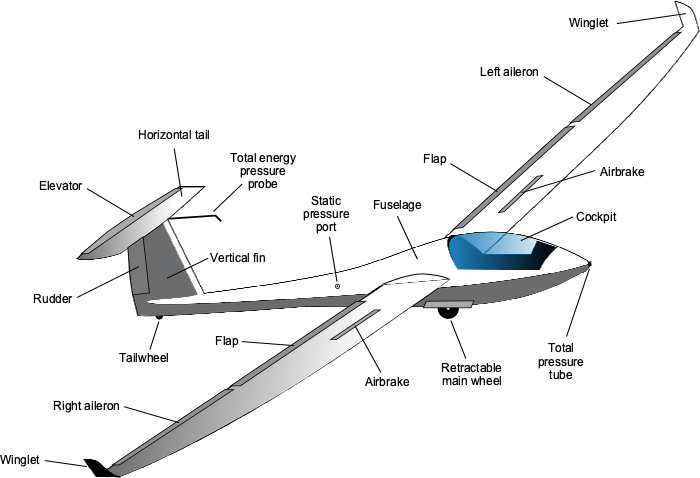 Winglet
Left aileron
Horizontal tail
Total energy
pressure
probe
Flap
Airbrake
Elevator
Static
pressure
port
Fuselage
Cockpit
Vertical fin
Rudder
Tailwheel
Flap
Airbrake
Retractable
main wheel
Total
pressure
tube
Right aileron
Winglet